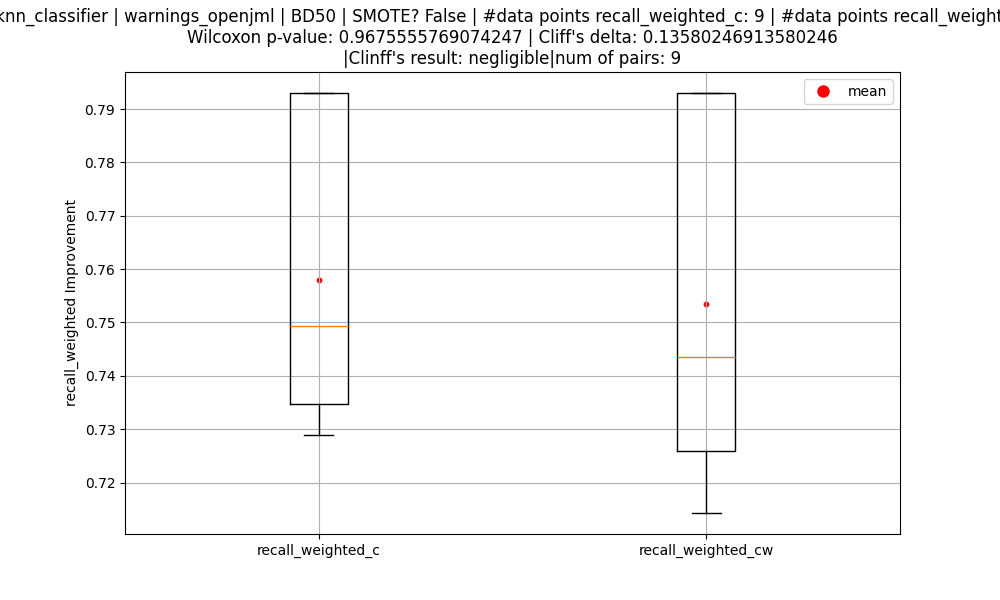 knn_classifier | warnings_openjml | BD50 | SMOTE? False | #data points recall_weighted_c: 9 | #data points
Wilcoxon p-value: 0.9675555769074247 | Cliff's delta: 0.13580246913580246
|Clinff's result: negligible|num of pairs: 9
mean
0.79
0.78
0.77
0.76
0.75
0.74
0.73
0.72
recall_weighted Improvement
recall_weighted_c
recall_weighted_cw